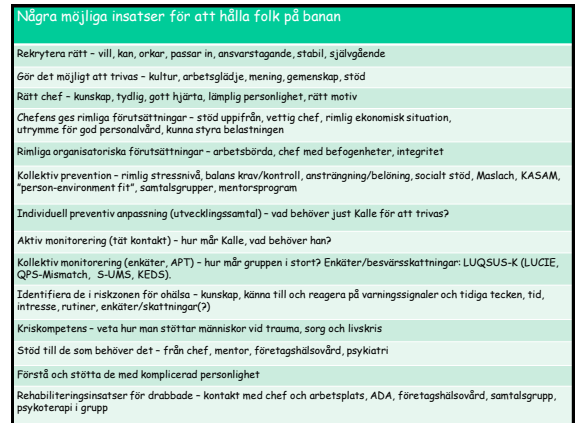 Några möjliga insatser för att hålla folk på banan
Rekrytera rätt – vill, kan, orkar, passar in, ansvarstagande, stabil, självgående
Gör det möjligt att trivas – kultur, arbetsglädje, mening, gemenskap, stöd
Rätt chef – kunskap, tydlig, gott hjärta, lämplig personlighet, rätt motiv
Chefens ges rimliga förutsättningar – stöd uppifrån, vettig chef, rimlig ekonomisk situation,
utrymme för god personalvård, kunna styra belastningen
Rimliga organisatoriska förutsättningar – arbetsbörda, chef med befogenheter, integritet
Kollektiv prevention – rimlig stressnivå, balans krav/kontroll, ansträngning/belöning, socialt stöd, Maslach, KASAM,
”person-environment fit”, samtalsgrupper, mentorsprogram
Individuell preventiv anpassning (utvecklingssamtal) – vad behöver just Kalle för att trivas?
Aktiv monitorering (tät kontakt) – hur mår Kalle, vad behöver han?
Kollektiv monitorering (enkäter, APT) – hur mår gruppen i stort? Enkäter/besvärsskattningar: LUQSUS-K (LUCIE,
QPS-Mismatch, S-UMS, KEDS).
Identifiera de i riskzonen för ohälsa – kunskap, känna till och reagera på varningssignaler och tidiga tecken, tid,
intresse, rutiner, enkäter/skattningar(?)
Kriskompetens – veta hur man stöttar människor vid trauma, sorg och livskris
Stöd till de som behöver det – från chef, mentor, företagshälsovård, psykiatri
Förstå och stötta de med komplicerad personlighet
Rehabiliteringsinsatser för drabbade – kontakt med chef och arbetsplats, ADA, företagshälsovård, samtalsgrupp,
psykoterapi i grupp